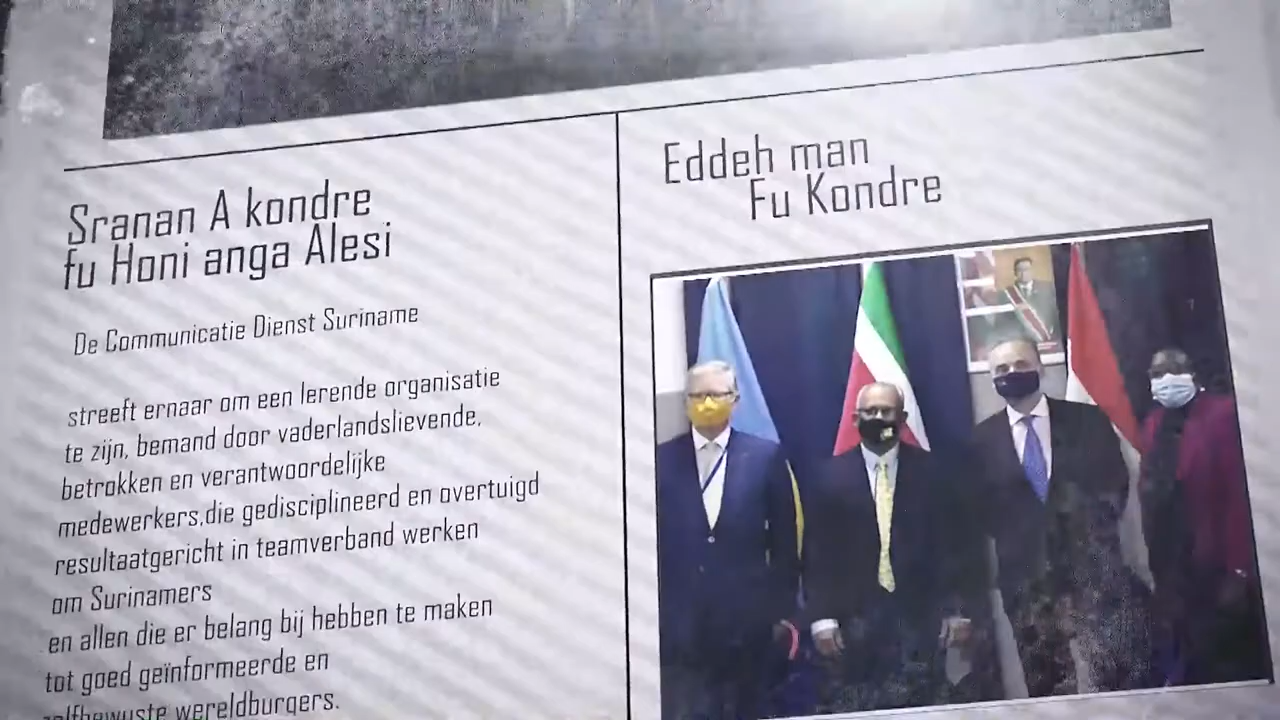 Sranan A kondre
fu Honi anga Alesi
De Communicatie Dienst Suriname
streeft ernaar om een lerende organisatie
te zijn, bemand door vaderlandslievende,
betrokken en verantwoordelijke
medewerkers,die gedisciplineerd en overtuigd
resultaatgericht in teamverband werken
om Surinamers
en allen die er belang bij hebben te maken
tot goed geïnformeerde en
zelfbewuste wereldburgers.
Eddeh man
Fu Kondre